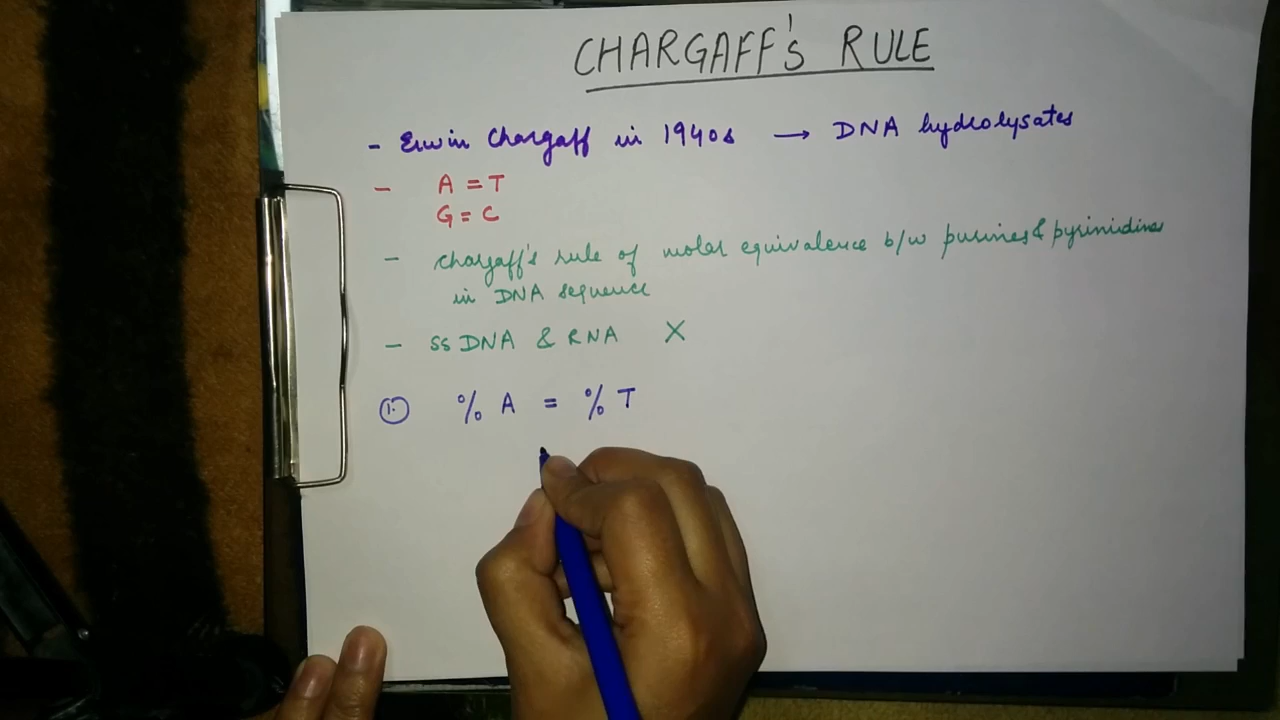 CHARGAFF's RULE
- Erwin Chargaff in 1940s → DNA hydrolysates
- A = T
G = C
- chargaff's rule of molar equivalence b/w purines & pyrimidines
in DNA sequence
- ss DNA & RNA X
① % A = % T